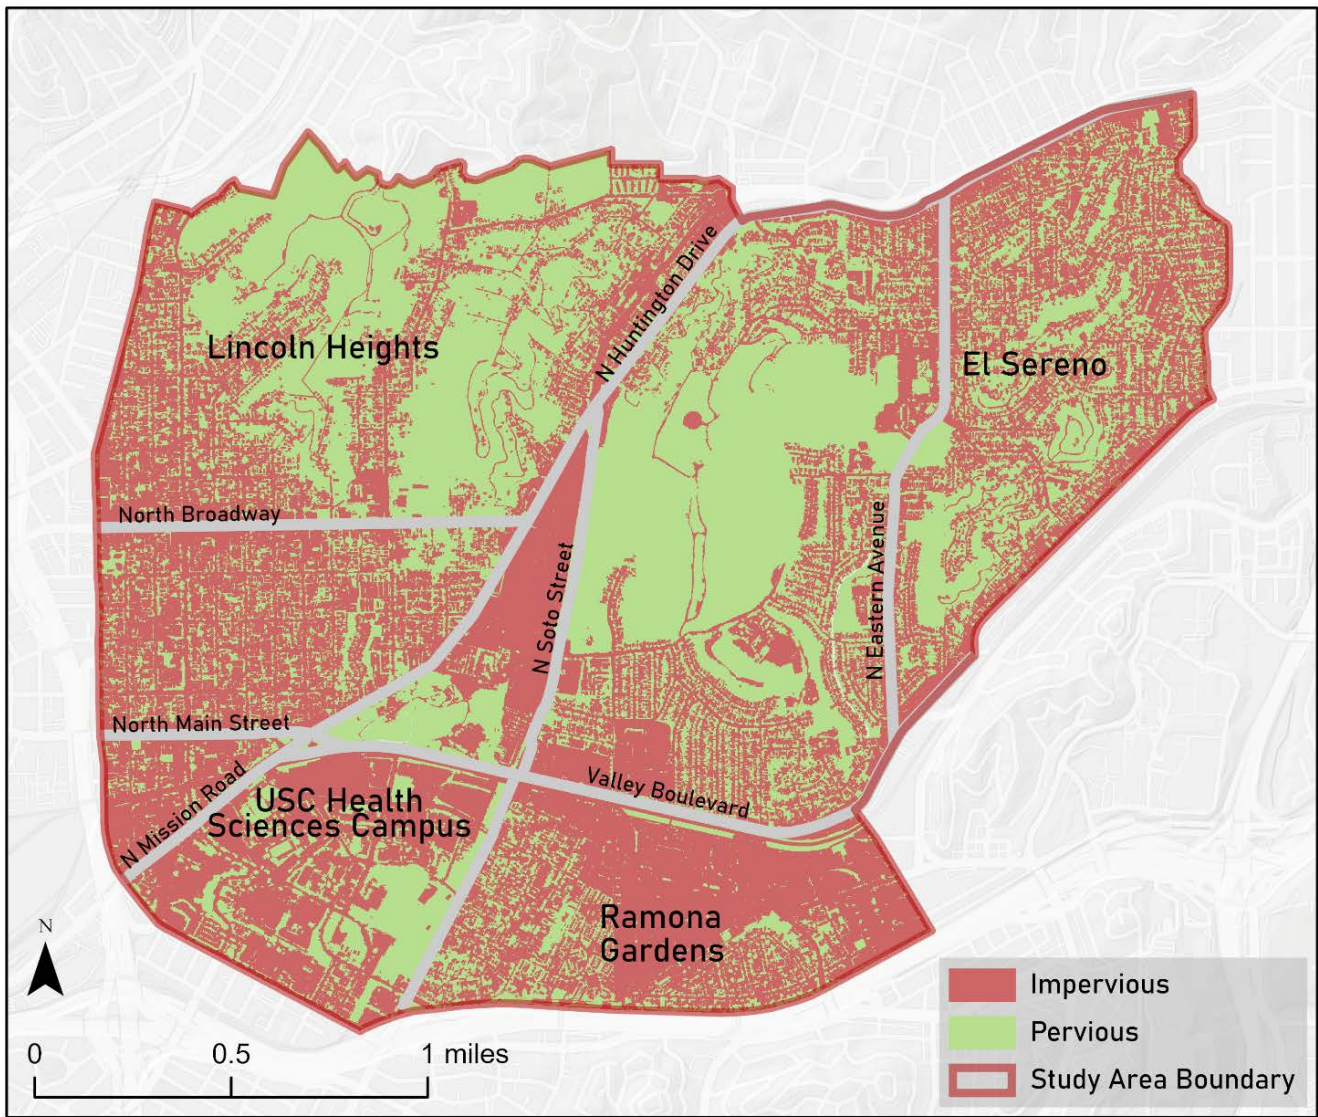 N Huntington Drive
Lincoln Heights
El Sereno
North Broadway
N Soto Street
N Eastern Avenue
North Main Street
N Mission Road
Valley Boulevard
USC Health
Sciences Campus
Ramona
Gardens
N
0
0.5
1 miles
Impervious
Pervious
Study Area Boundary